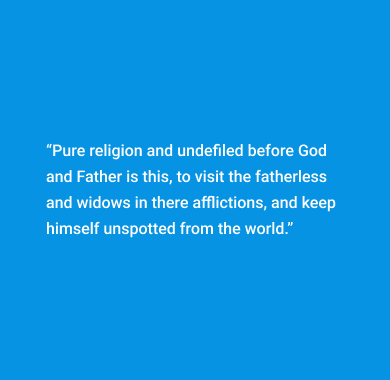 “Pure religion and undefiled before God
and Father is this, to visit the fatherless
and widows in there afflictions, and keep
himself unspotted from the world.”